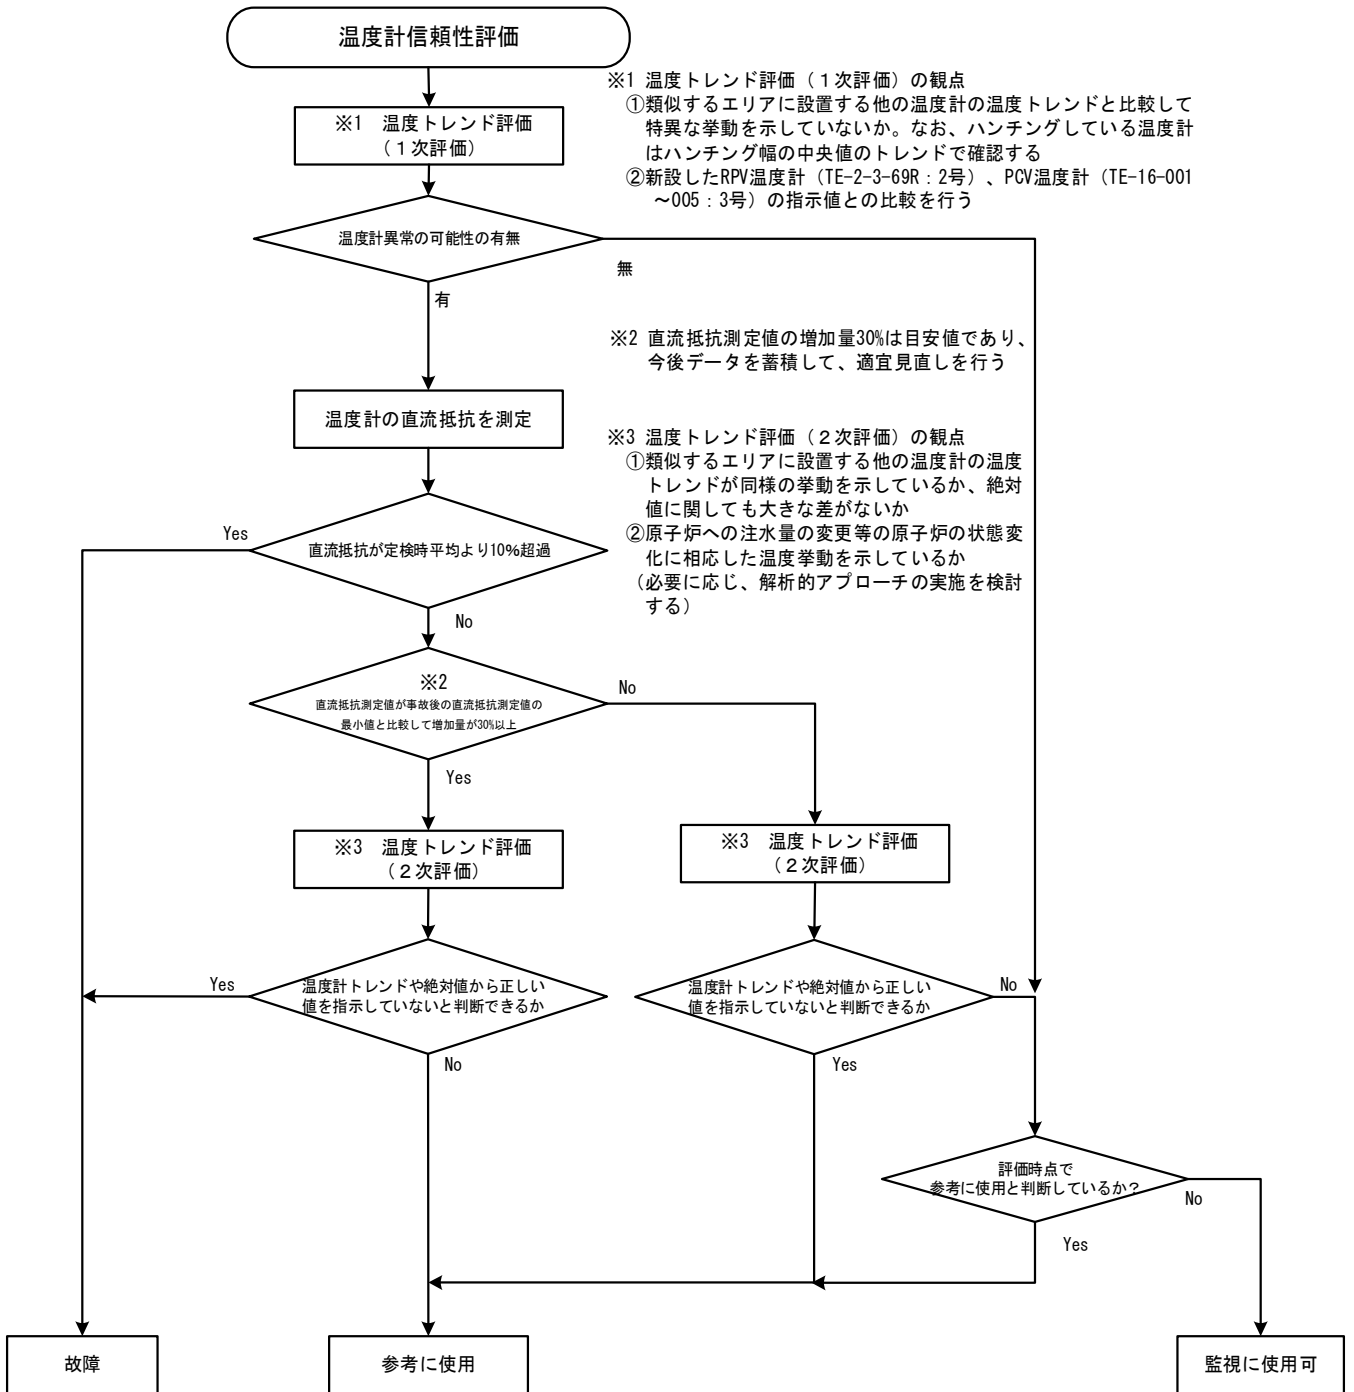 温度計信頼性評価
※1 温度トレンド評価
(１次評価)
※1 温度トレンド評価（１次評価）の観点
①類似するエリアに設置する他の温度計の温度トレンドと比較して
特異な挙動を示していないか。なお、ハンチングしている温度計
はハンチング幅の中央値のトレンドで確認する
②新設したRPV温度計（TE-2-3-69R：2号）、PCV温度計（TE-16-001
～005：3号）の指示値との比較を行う
温度計異常の可能性の有無
無
有
※2 直流抵抗測定値の増加量30%は目安値であり、
今後データを蓄積して、適宜見直しを行う
温度計の直流抵抗を測定
※3 温度トレンド評価（２次評価）の観点
①類似するエリアに設置する他の温度計の温度
トレンドが同様の挙動を示しているか、絶対
値に関しても大きな差がないか
②原子炉への注水量の変更等の原子炉の状態変
化に相応した温度挙動を示しているか
（必要に応じ、解析的アプローチの実施を検討
する）
Yes
直流抵抗が定検時平均より10%超過
No
※2
直流抵抗測定値が事故後の直流抵抗測定値の
最小値と比較して増加量が30%以上
No
Yes
※3 温度トレンド評価
(２次評価)
※3 温度トレンド評価
(２次評価)
Yes
温度計トレンドや絶対値から正しい
値を指示していないと判断できるか
No
温度計トレンドや絶対値から正しい
値を指示していないと判断できるか
No
Yes
評価時点で
参考に使用と判断しているか？
No
Yes
故障
参考に使用
監視に使用可